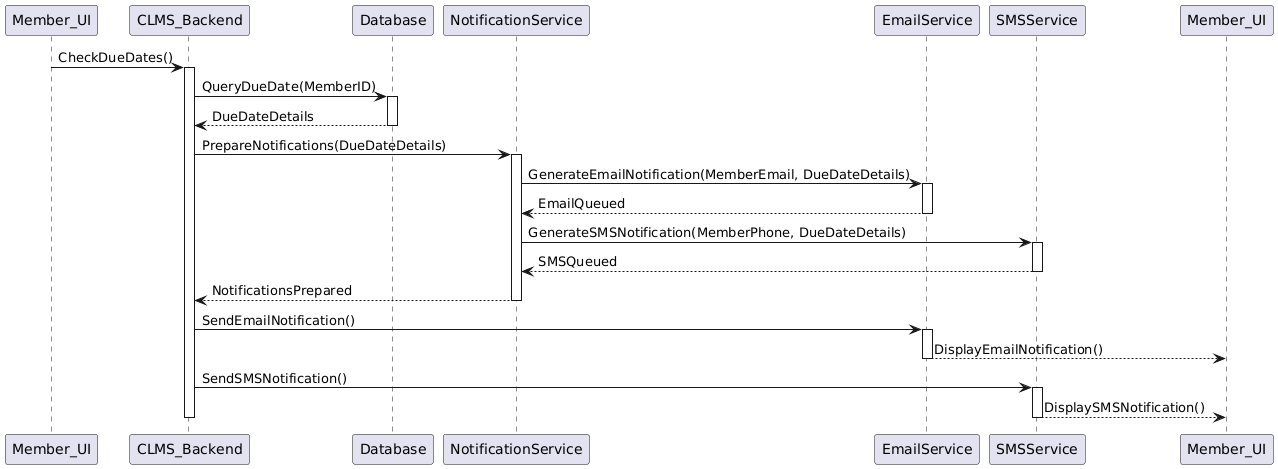 Member_UI CLMS_Backend Database NotificationService EmailService SMSService Member_UI
CheckDueDates()
QueryDueDate(MemberID)
DueDateDetails
PrepareNotifications(DueDateDetails)
GenerateEmailNotification(MemberEmail, DueDateDetails)
EmailQueued
GenerateSMSNotification(MemberPhone, DueDateDetails)
SMSQueued
NotificationsPrepared
SendEmailNotification()
DisplayEmailNotification()
SendSMSNotification()
DisplaySMSNotification()
Member_UI CLMS_Backend Database NotificationService EmailService SMSService Member_UI